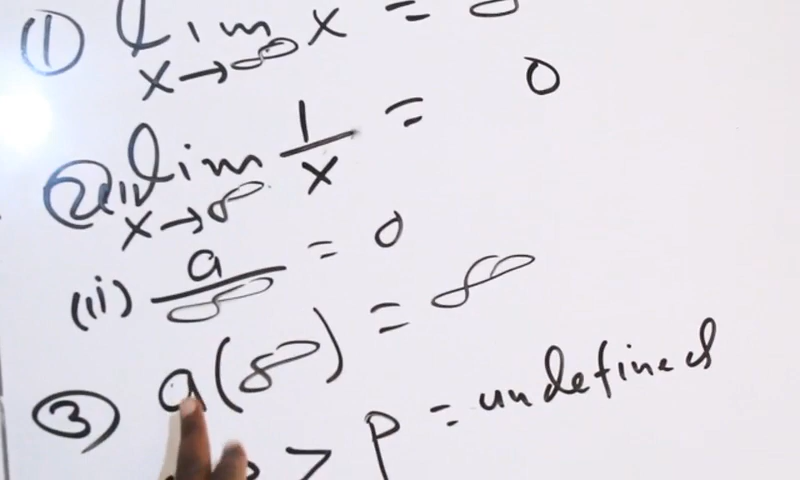 ① lim x→∞ x =
② (i) lim x→∞ 1/x = 0
(ii) a/∞ = 0
③ a(∞) = ∞
> p = undefined